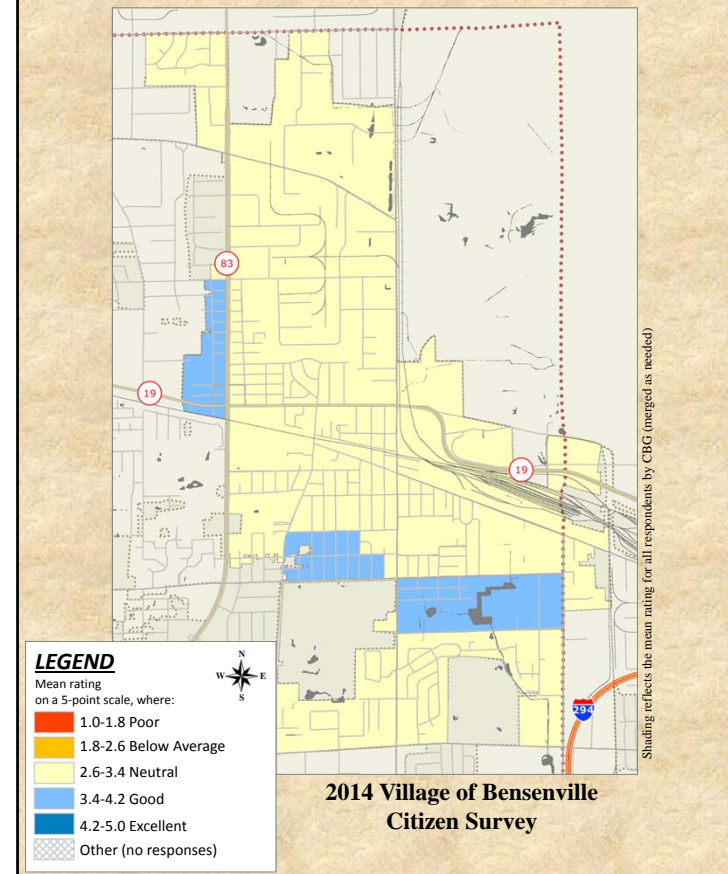 83
19
19
294
Shading reflects the mean rating for all respondents by CBG (merged as needed)
LEGEND
Mean rating
on a 5-point scale, where:
N
W E
S
1.0-1.8 Poor
1.8-2.6 Below Average
2.6-3.4 Neutral
3.4-4.2 Good
4.2-5.0 Excellent
Other (no responses)
2014 Village of Bensenville
Citizen Survey